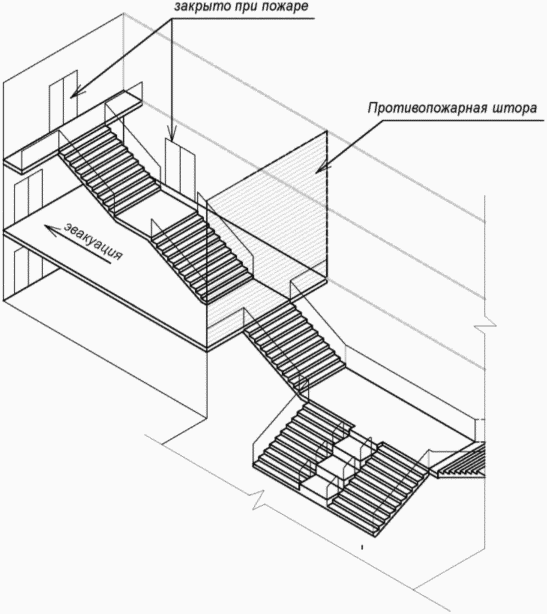 закрыто при пожаре
Противопожарная штора
эвакуация